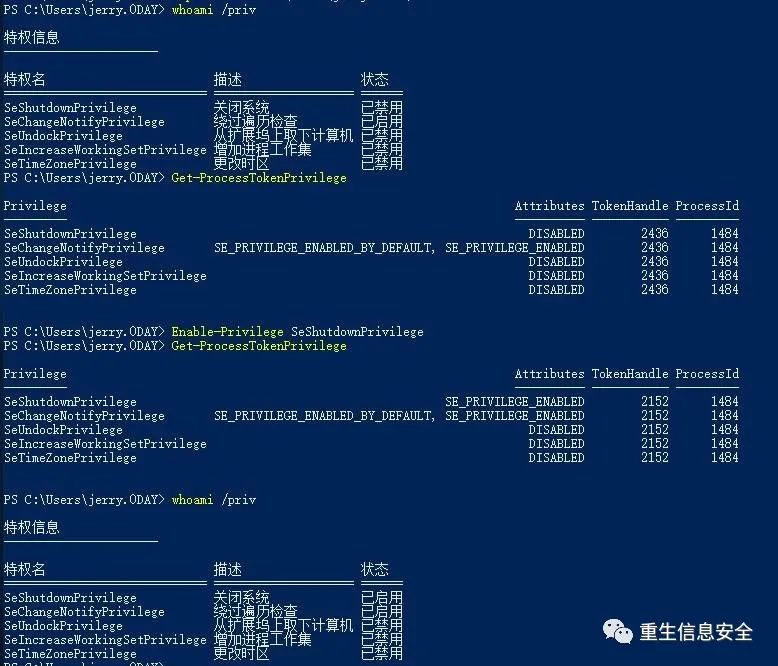 PS C:\Users\jerry.0DAY> whoami /priv
特权信息
特权名 描述 状态
SeShutdownPrivilege 关闭系统 已禁用
SeChangeNotifyPrivilege 绕过遍历检查 已启用
SeUndockPrivilege 从扩展坞上取下计算机 已禁用
SeIncreaseWorkingSetPrivilege 增加进程工作集 已禁用
SeTimeZonePrivilege 更改时区 已禁用
PS C:\Users\jerry.0DAY> Get-ProcessTokenPrivilege
Privilege Attributes TokenHandle ProcessId
SeShutdownPrivilege DISABLED 2436 1484
SeChangeNotifyPrivilege SE_PRIVILEGE_ENABLED_BY_DEFAULT, SE_PRIVILEGE_ENABLED 2436 1484
SeUndockPrivilege DISABLED 2436 1484
SeIncreaseWorkingSetPrivilege DISABLED 2436 1484
SeTimeZonePrivilege DISABLED 2436 1484
PS C:\Users\jerry.0DAY> Enable-Privilege SeShutdownPrivilege
PS C:\Users\jerry.0DAY> Get-ProcessTokenPrivilege
Privilege Attributes TokenHandle ProcessId
SeShutdownPrivilege SE_PRIVILEGE_ENABLED 2152 1484
SeChangeNotifyPrivilege SE_PRIVILEGE_ENABLED_BY_DEFAULT, SE_PRIVILEGE_ENABLED 2152 1484
SeUndockPrivilege DISABLED 2152 1484
SeIncreaseWorkingSetPrivilege DISABLED 2152 1484
SeTimeZonePrivilege DISABLED 2152 1484
PS C:\Users\jerry.0DAY> whoami /priv
特权信息
特权名 描述 状态
SeShutdownPrivilege 关闭系统 已启用
SeChangeNotifyPrivilege 绕过遍历检查 已启用
SeUndockPrivilege 从扩展坞上取下计算机 已禁用
SeIncreaseWorkingSetPrivilege 增加进程工作集 已禁用
SeTimeZonePrivilege 更改时区 已禁用
重生信息安全